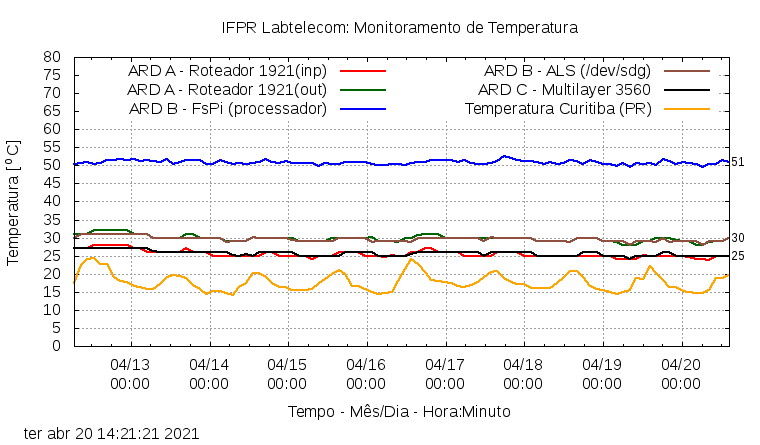 IFPR Labtelecom: Monitoramento de Temperatura
Temperatura [ º C]
80
75
70
65
60
55
50
45
40
35
30
25
20
15
10
5
0
ARD A - Roteador 1921(inp)
ARD A - Roteador 1921(out)
ARD B - FsPi (processador)
ARD B - ALS (/dev/sdg)
ARD C - Multilayer 3560
Temperatura Curitiba (PR)
51
30
25
04/13 04/14 04/15 04/16 04/17 04/18 04/19 04/20
00:00 00:00 00:00 00:00 00:00 00:00 00:00 00:00
Tempo - Mês/Dia - Hora:Minuto
ter abr 20 14:21:21 2021